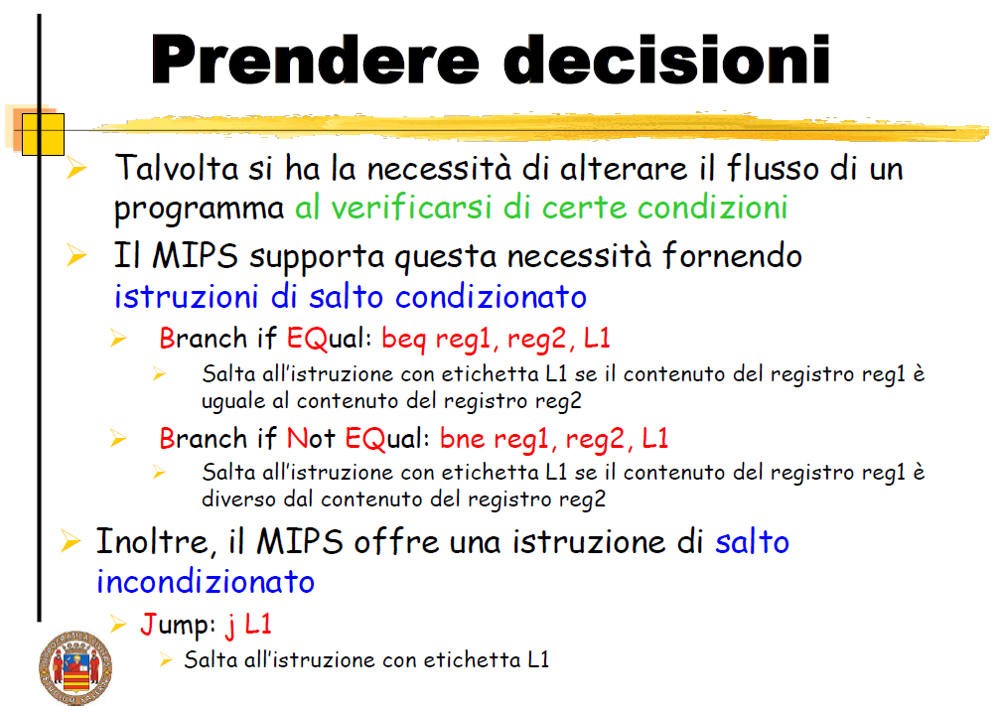 Prendere decisioni
Talvolta si ha la necessità di alterare il flusso di un
programma al verificarsi di certe condizioni
Il MIPS supporta questa necessità fornendo
istruzioni di salto condizionato
Branch if EQual: beq reg1, reg2, L1
Salta all'istruzione con etichetta L1 se il contenuto del registro reg1 è
uguale al contenuto del registro reg2
Branch if Not EQual: bne reg1, reg2, L1
Salta all'istruzione con etichetta L1 se il contenuto del registro reg1 è
diverso dal contenuto del registro reg2
Inoltre, il MIPS offre una istruzione di salto
incondizionato
Jump: j L1
Salta all'istruzione con etichetta L1